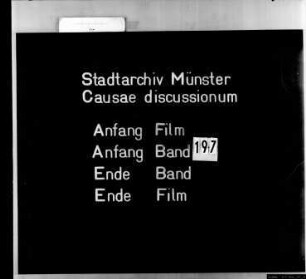 Stadtarchiv Münster
Causae discussionum
Anfang Film
Anfang Band 197
Ende Band
Ende Film